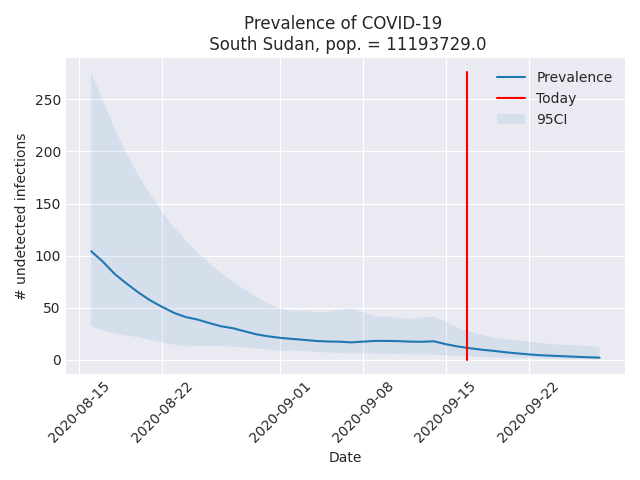 Prevalence of COVID-19
South Sudan, pop. = 11193729.0
Prevalence
Today
95CI
# undetected infections
250
200
150
100
50
0
2020-08-15
2020-08-22
2020-09-01
2020-09-08
2020-09-15
2020-09-22
Date